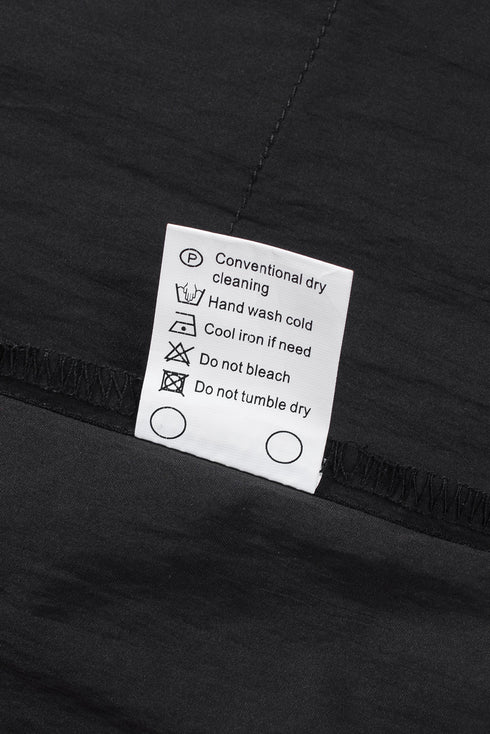 P Conventional dry
cleaning
Hand wash cold
Cool iron if need
Do not bleach
Do not tumble dry